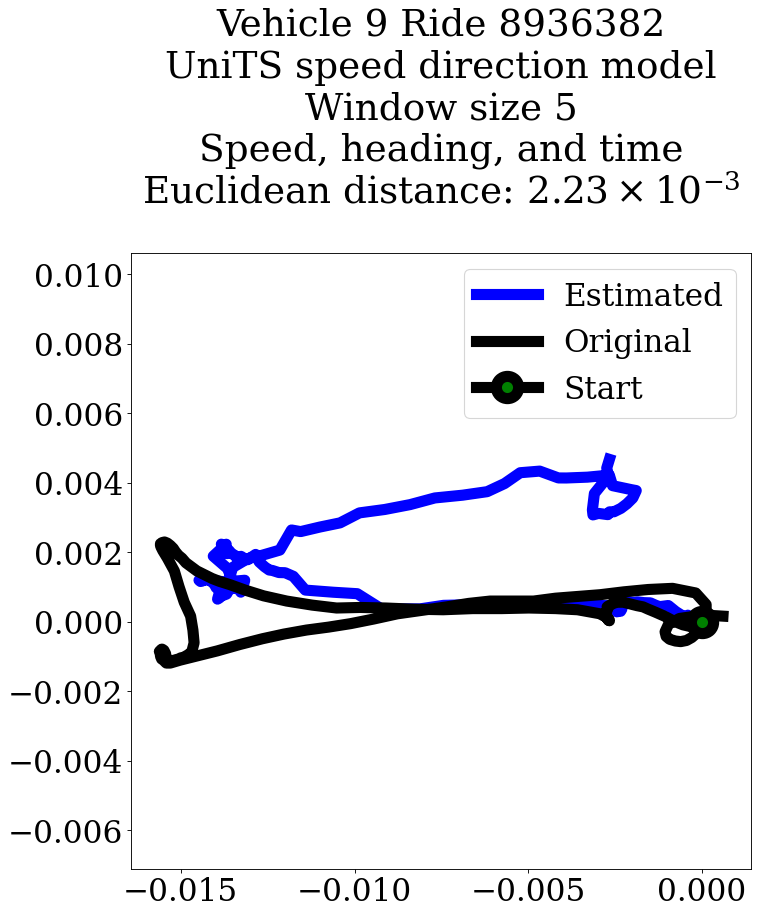 Vehicle 9 Ride 8936382
UniTS speed direction model
Window size 5
Speed, heading, and time
Euclidean distance: 2.23 × 10⁻³
Estimated
Original
Start
0.010
0.008
0.006
0.004
0.002
0.000
−0.002
−0.004
−0.006
−0.015 −0.010 −0.005 0.000